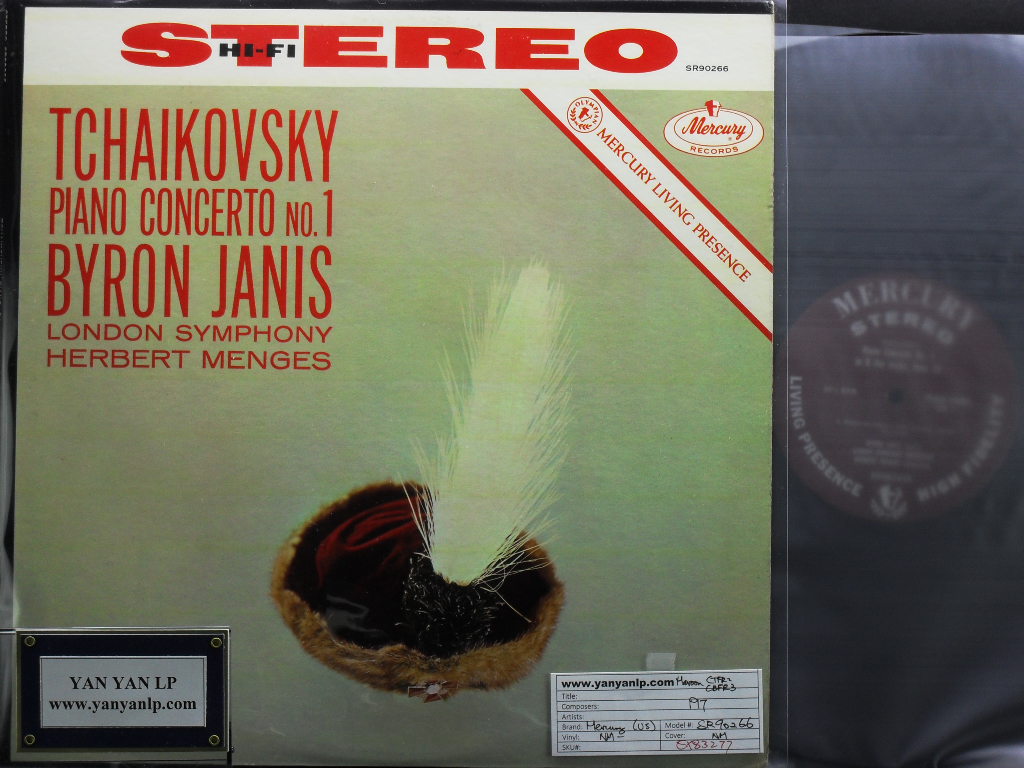 STEREO
HI-FI
SR90266
TCHAIKOVSKY
PIANO CONCERTO NO. 1
BYRON JANIS
LONDON SYMPHONY
HERBERT MENGES
OLYMPIAN
MERCURY LIVING PRESENCE
Mercury
RECORDS
MERCURY
STEREO
LIVING PRESENCE
HIGH FIDELITY
YAN YAN LP
www.yanyanlp.com
www.yanyanlp.com Maroon
Title:
Composers:
Artists:
Brand: Mercury (US) Model #: SR90266
Vinyl: NM- Cover: NM
SKU#: